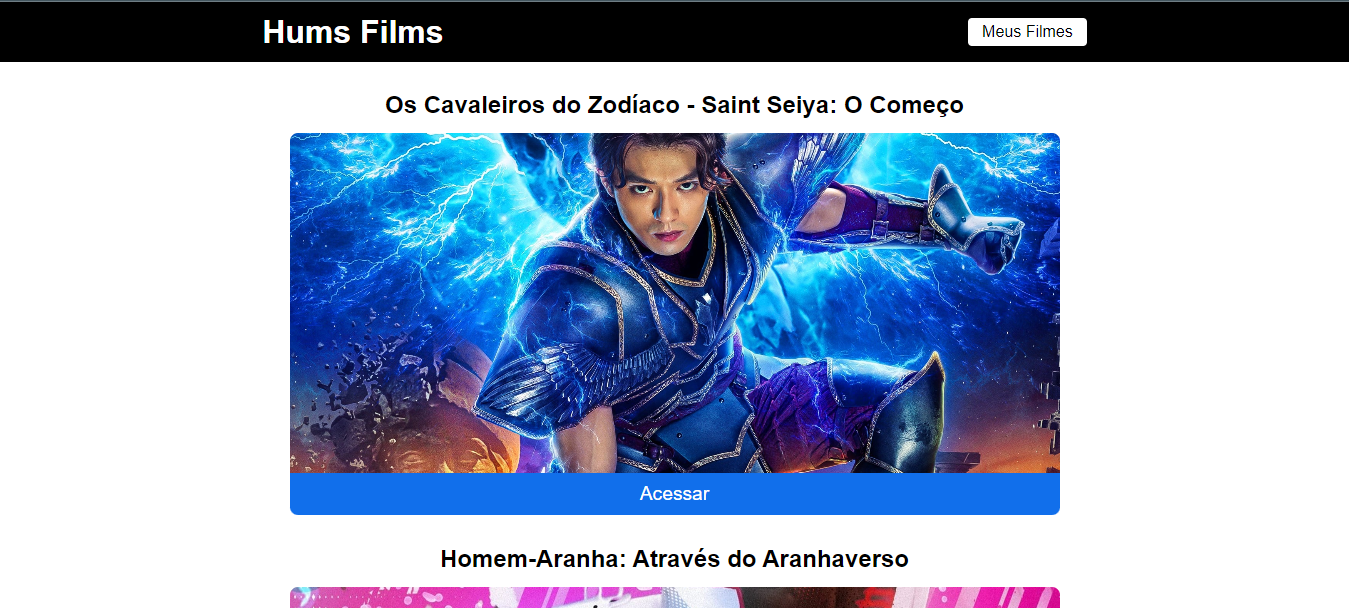 Hums Films
Meus Filmes
Os Cavaleiros do Zodíaco - Saint Seiya: O Começo
Acessar
Homem-Aranha: Através do Aranhaverso